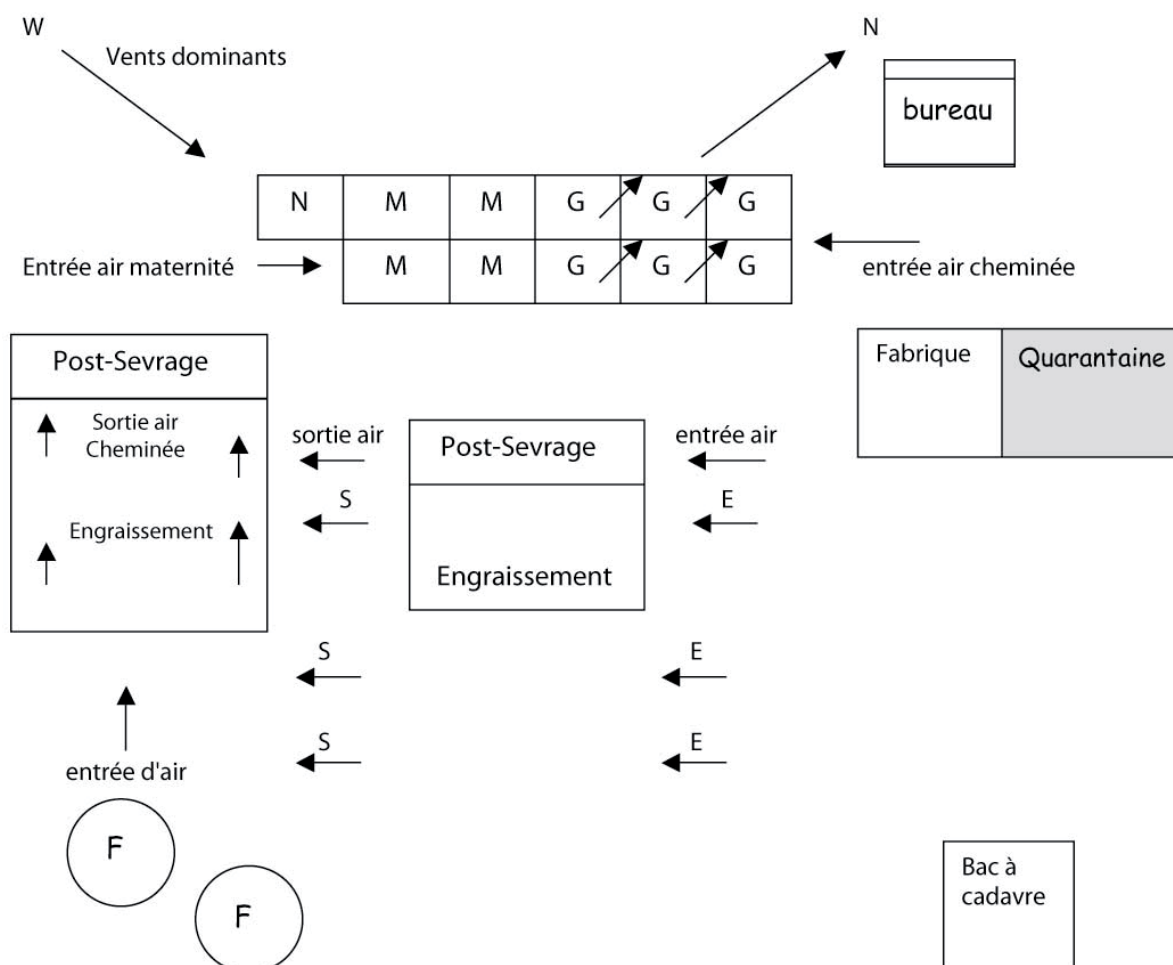 W
N
Vents dominants
bureau
N M M G G G
Entrée air maternité
M M G G G
entrée air cheminée
Post-Sevrage
Sortie air
Cheminée
Engraissement
sortie air
S
Post-Sevrage
Engraissement
entrée air
E
Fabrique
Quarantaine
S
E
S
E
entrée d'air
F
F
Bac à
cadavre